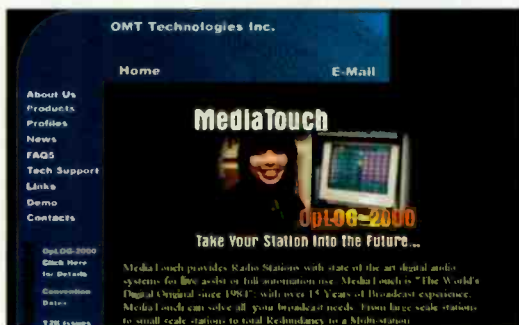 OMT Technologies Inc.
Home E-Mail
About Us
Products
Profiles
News
FAQS
Tech Support
Links
Demo
Contacts
OpLOG-2000
Click Here
for Details
Convention
Dates
Y2K Issues
MediaTouch
OpLOG-2000
Take Your Station Into the Future...
MediaTouch provides Radio Stations with state of the art digital audio
systems for live assist or full automation use. MediaTouch is "The World's
Digital Original since 1984", with over 15 Years of Broadcast experience.
MediaTouch can solve all your broadcast needs. From large scale stations
to small scale stations to total Redundancy to a Multi-station